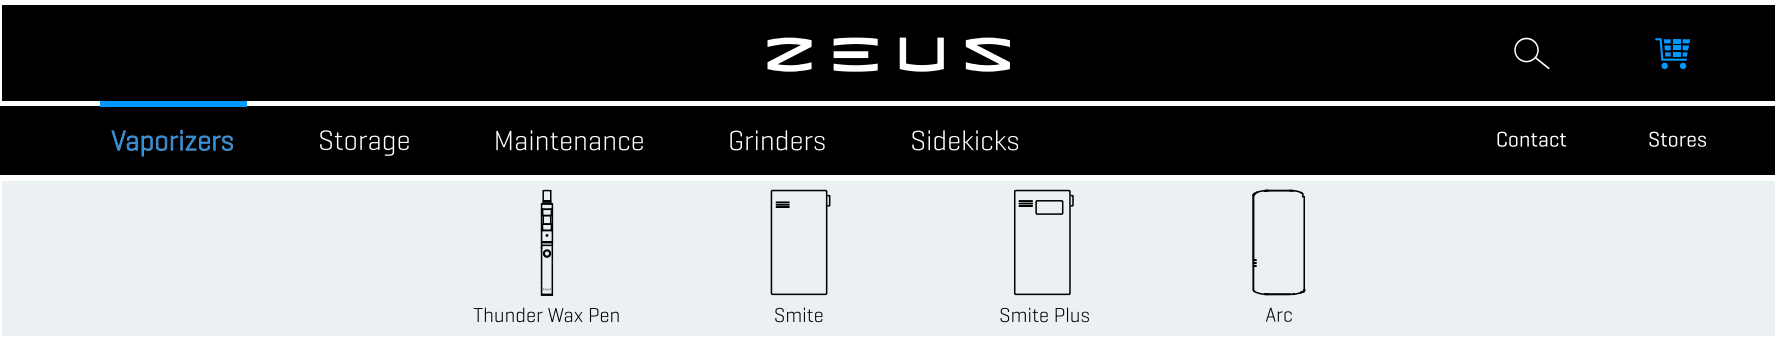 ZEUS
Vaporizers Storage Maintenance Grinders Sidekicks Contact Stores
Thunder Wax Pen Smite Smite Plus Arc